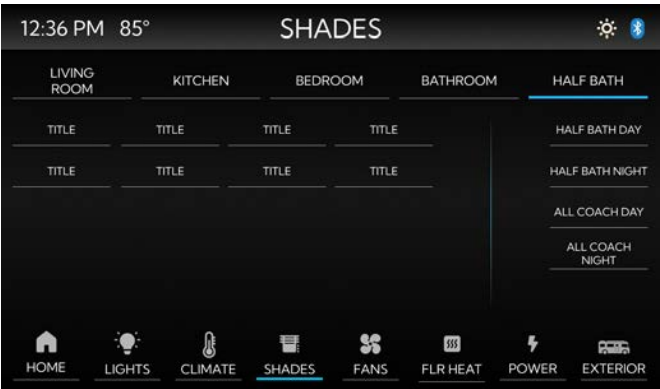 12:36 PM 85° SHADES
LIVING
ROOM
KITCHEN
BEDROOM
BATHROOM
HALF BATH
TITLE TITLE TITLE TITLE
HALF BATH DAY
TITLE TITLE TITLE TITLE
HALF BATH NIGHT
ALL COACH DAY
ALL COACH
NIGHT
HOME LIGHTS CLIMATE SHADES FANS FLR HEAT POWER EXTERIOR